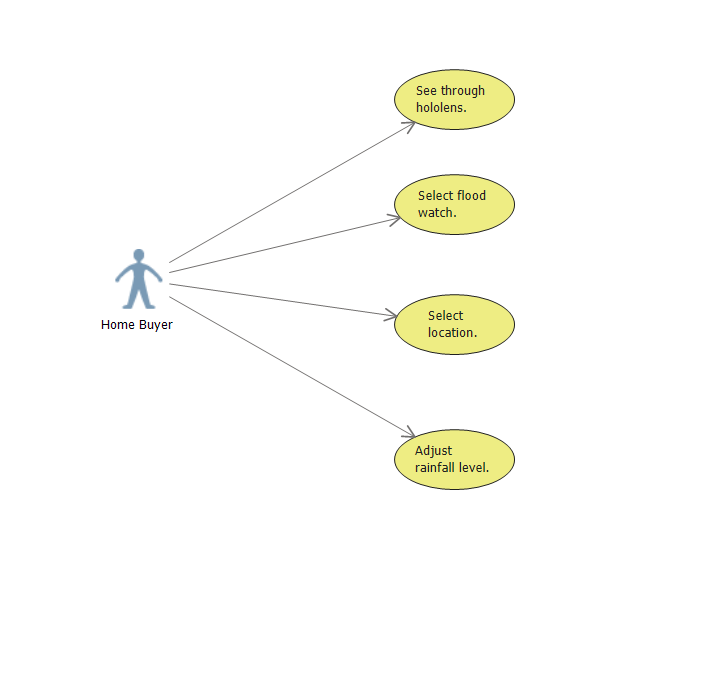 See through
hololens.
Select flood
watch.
Home Buyer
Select
location.
Adjust
rainfall level.